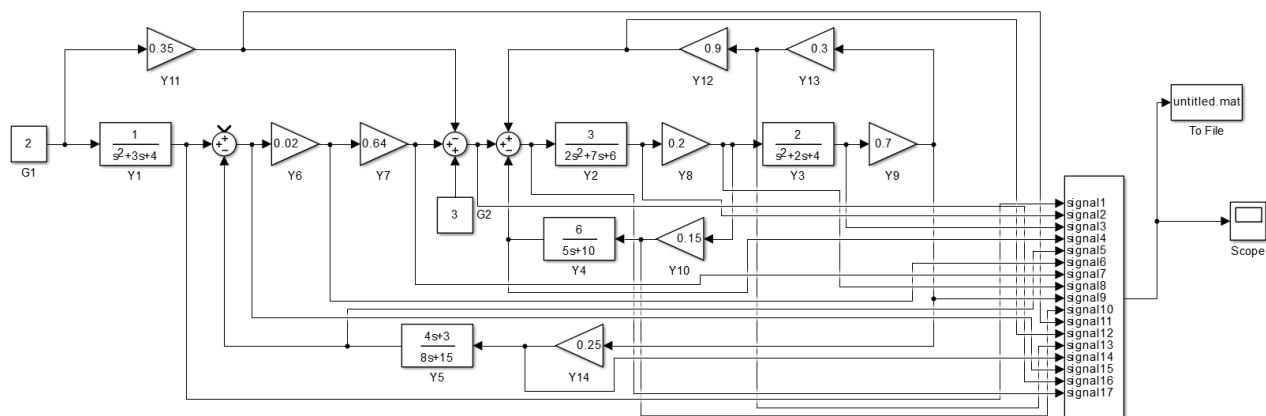 0.35
Y11
0.9
Y12
0.3
Y13
untitled.mat
To File
2
G1
1
s²+3s+4
Y1
+
−
0.02
Y6
0.64
Y7
−
+
+
+
+
−
3
2s²+7s+6
Y2
0.2
Y8
2
s²+2s+4
Y3
0.7
Y9
3
G2
6
5s+10
Y4
0.15
Y10
signal1
signal2
signal3
signal4
signal5
signal6
signal7
signal8
signal9
signal10
signal11
signal12
signal13
signal14
signal15
signal16
signal17
Scope
4s+3
8s+15
Y5
0.25
Y14